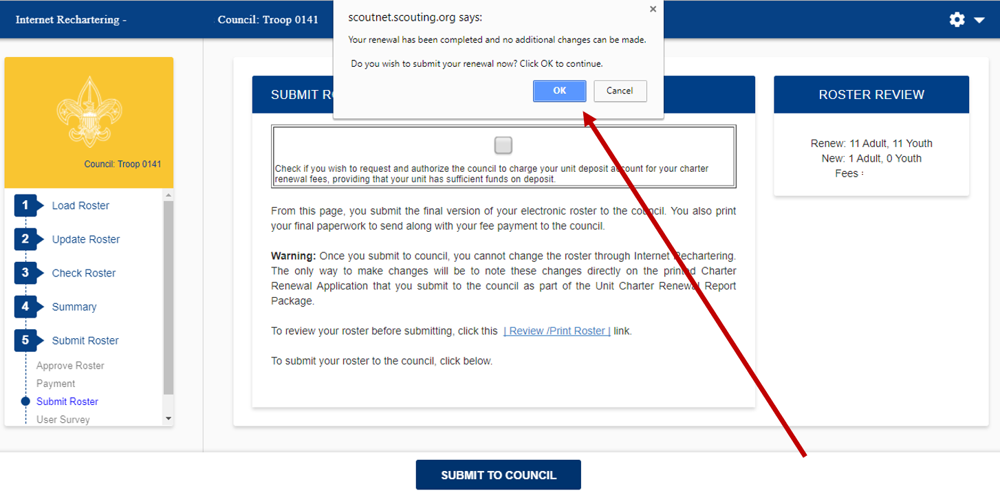 Internet Rechartering -
Council: Troop 0141
scoutnet.scouting.org says:
Your renewal has been completed and no additional changes can be made.
Do you wish to submit your renewal now? Click OK to continue.
OK
Cancel
Council: Troop 0141
1 Load Roster
2 Update Roster
3 Check Roster
4 Summary
5 Submit Roster
Approve Roster
Payment
Submit Roster
User Survey
SUBMIT R
Check if you wish to request and authorize the council to charge your unit deposit account for your charter
renewal fees, providing that your unit has sufficient funds on deposit.
From this page, you submit the final version of your electronic roster to the council. You also print
your final paperwork to send along with your fee payment to the council.
Warning: Once you submit to council, you cannot change the roster through Internet Rechartering.
The only way to make changes will be to note these changes directly on the printed Charter
Renewal Application that you submit to the council as part of the Unit Charter Renewal Report
Package.
To review your roster before submitting, click this | Review /Print Roster | link.
To submit your roster to the council, click below.
ROSTER REVIEW
Renew: 11 Adult, 11 Youth
New: 1 Adult, 0 Youth
Fees :
SUBMIT TO COUNCIL